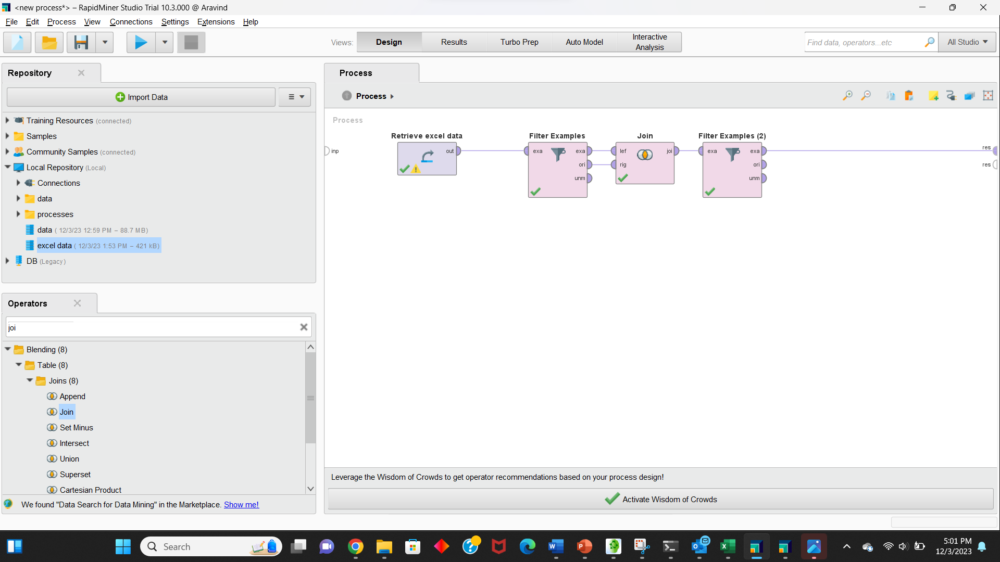 <new process*> – RapidMiner Studio Trial 10.3.000 @ Aravind
File Edit Process View Connections Settings Extensions Help
Views: Design Results Turbo Prep Auto Model Interactive Analysis
Find data, operators...etc All Studio
Repository
Import Data
Training Resources (connected)
Samples
Community Samples (connected)
Local Repository (Local)
Connections
data
processes
data ( 12/3/23 12:59 PM – 88.7 MB)
excel data ( 12/3/23 1:53 PM – 421 kB)
DB (Legacy)
Operators
joi
Blending (8)
Table (8)
Joins (8)
Append
Join
Set Minus
Intersect
Union
Superset
Cartesian Product
We found "Data Search for Data Mining" in the Marketplace. Show me!
Process
Process
Process
Retrieve excel data Filter Examples Join Filter Examples (2)
inp out exa exa lef joi exa exa res
ori rig ori res
unm unm
Leverage the Wisdom of Crowds to get operator recommendations based on your process design!
Activate Wisdom of Crowds
Search
5:01 PM
12/3/2023